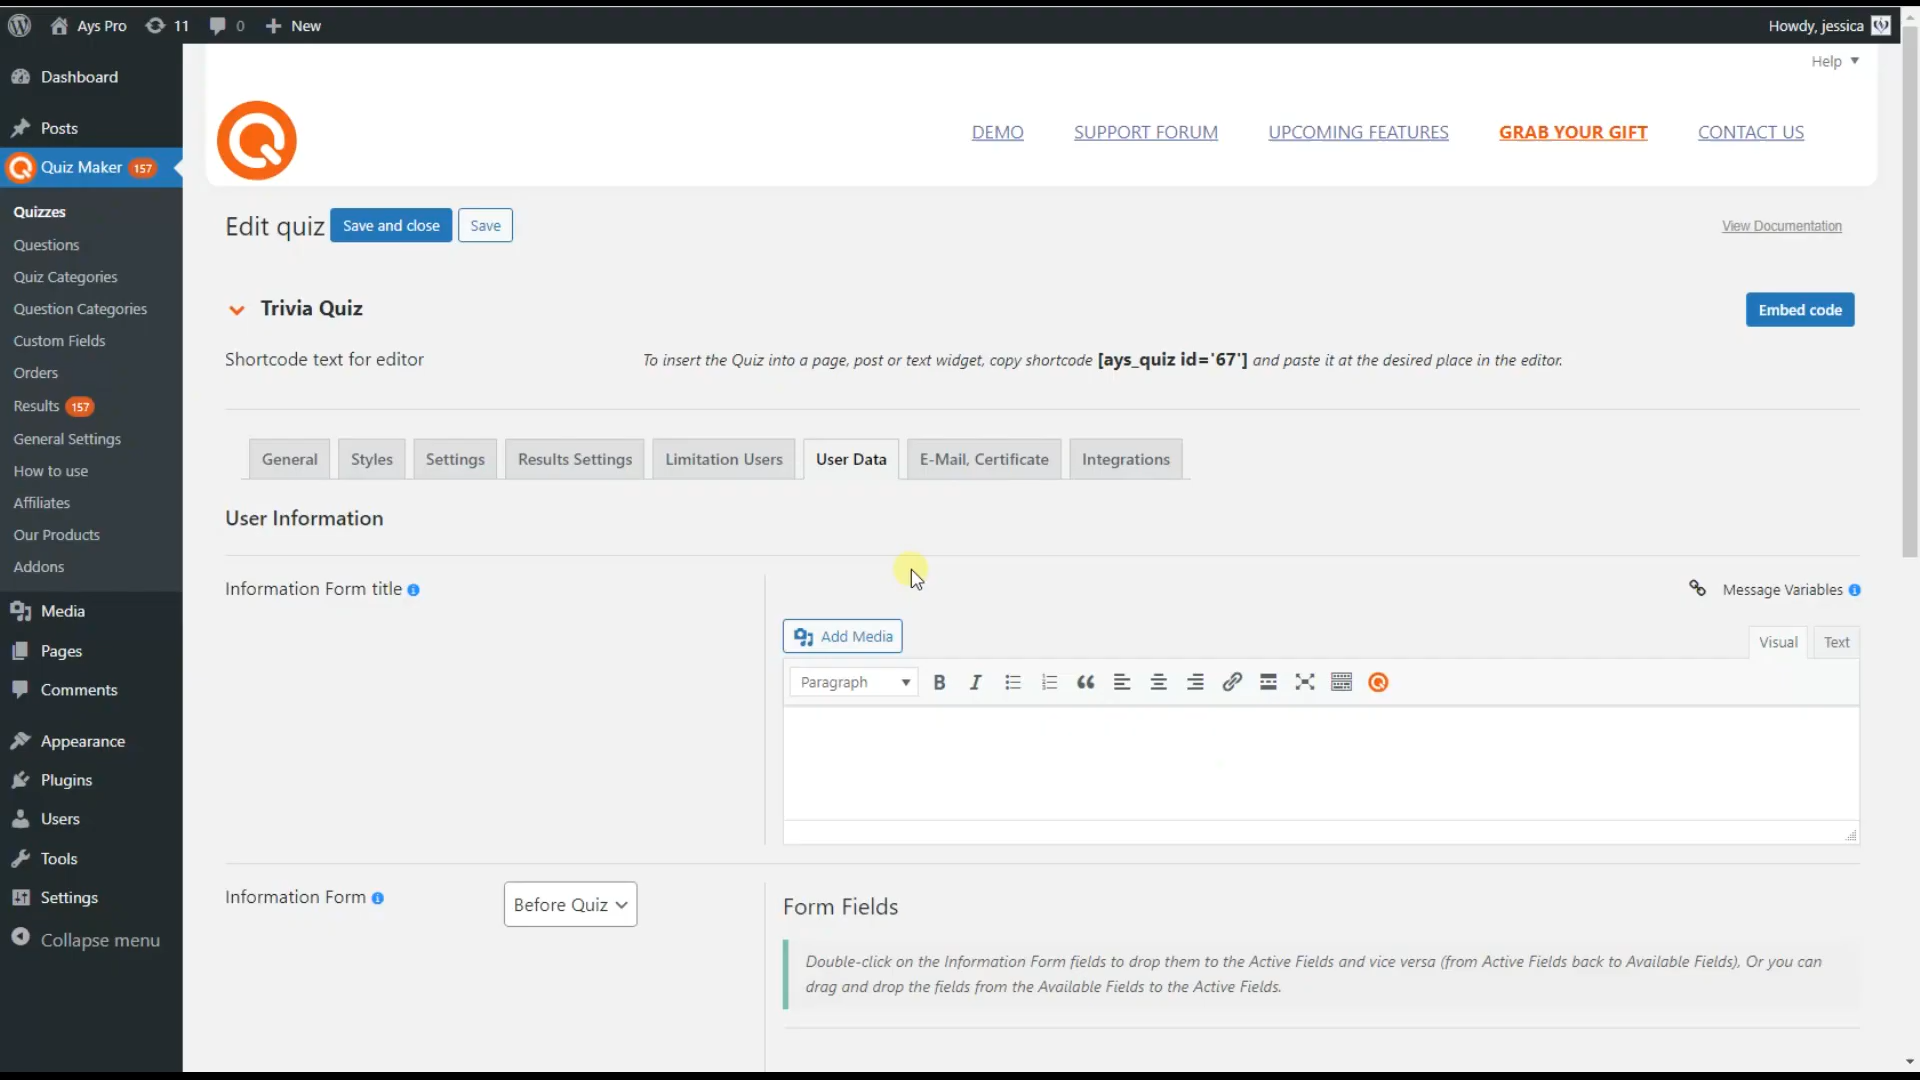 Ays Pro 11 0 New Howdy, jessica
Help
Dashboard
Posts
Quiz Maker 157
Quizzes
Questions
Quiz Categories
Question Categories
Custom Fields
Orders
Results 157
General Settings
How to use
Affiliates
Our Products
Addons
Media
Pages
Comments
Appearance
Plugins
Users
Tools
Settings
Collapse menu
DEMO SUPPORT FORUM UPCOMING FEATURES GRAB YOUR GIFT CONTACT US
Edit quiz Save and close Save View Documentation
Trivia Quiz Embed code
Shortcode text for editor To insert the Quiz into a page, post or text widget, copy shortcode [ays_quiz id='67'] and paste it at the desired place in the editor.
General Styles Settings Results Settings Limitation Users User Data E-Mail, Certificate Integrations
User Information
Information Form title Message Variables
Add Media Visual Text
Paragraph B I
Information Form Before Quiz Form Fields
Double-click on the Information Form fields to drop them to the Active Fields and vice versa (from Active Fields back to Available Fields), Or you can
drag and drop the fields from the Available Fields to the Active Fields.